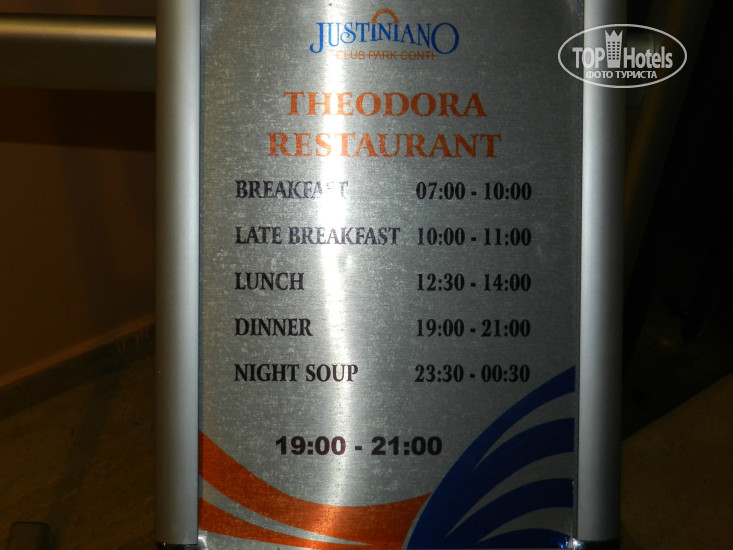 JUSTINIANO
CLUB PARK CONTI
THEODORA
RESTAURANT
BREAKFAST 07:00 - 10:00
LATE BREAKFAST 10:00 - 11:00
LUNCH 12:30 - 14:00
DINNER 19:00 - 21:00
NIGHT SOUP 23:30 - 00:30
19:00 - 21:00
TOP Hotels
ФОТО ТУРИСТА